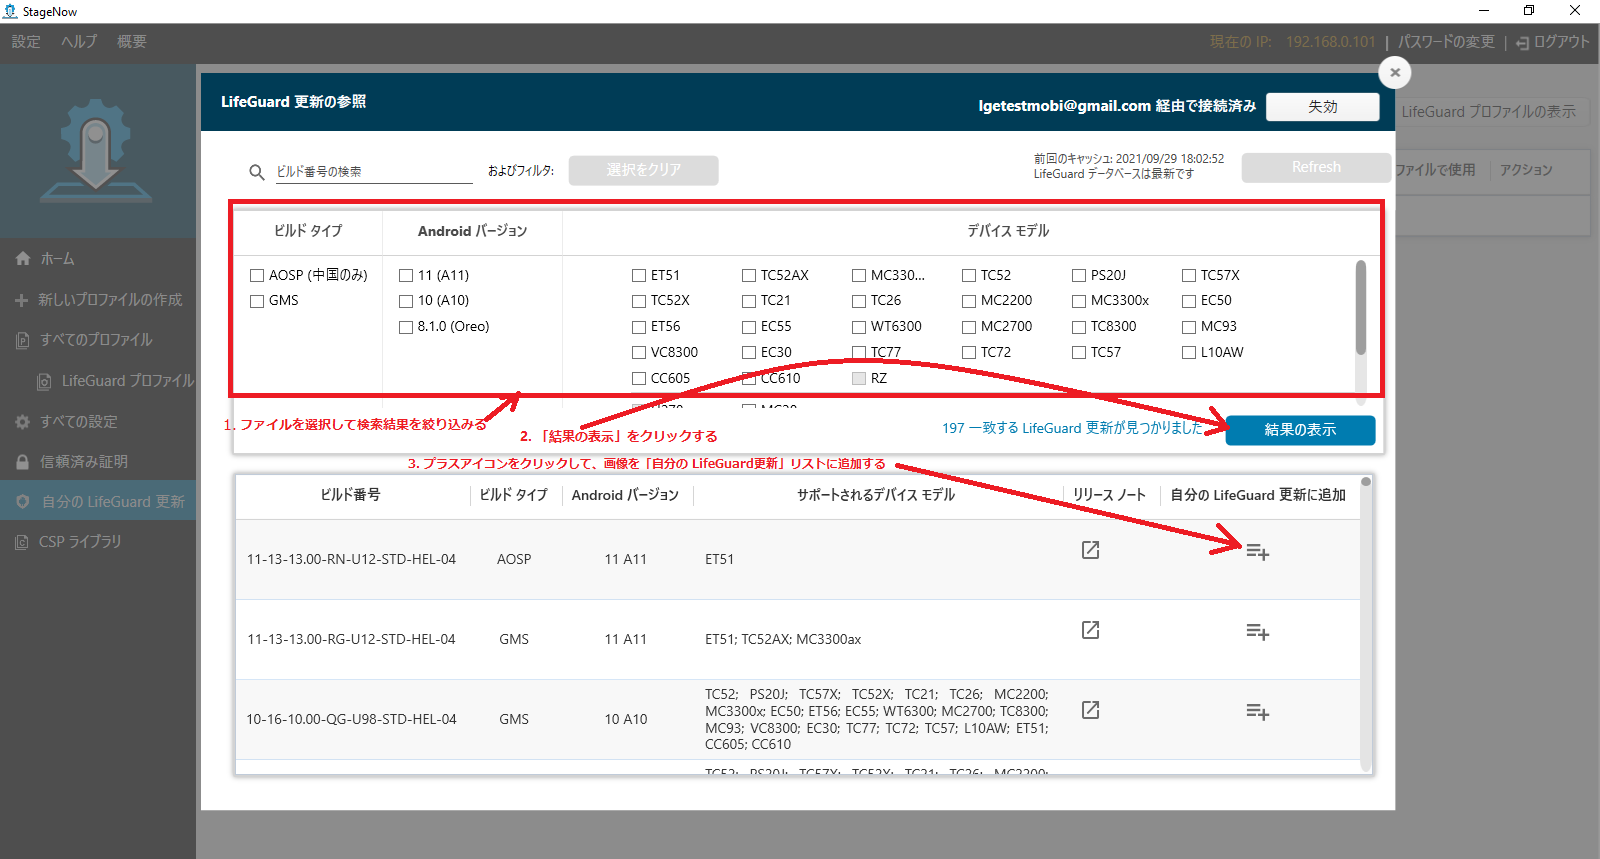 StageNow
設定 ヘルプ 概要
現在の IP: 192.168.0.101 | パスワードの変更 | ログアウト
LifeGuard 更新の参照
lgetestmobi@gmail.com 経由で接続済み
失効
LifeGuard プロファイルの表示
ビルド番号の検索
およびフィルタ:
選択をクリア
前回のキャッシュ: 2021/09/29 18:02:52
LifeGuard データベースは最新です
Refresh
ファイルで使用 アクション
ホーム
新しいプロファイルの作成
すべてのプロファイル
LifeGuard プロファイル
すべての設定
信頼済み証明
自分の LifeGuard 更新
CSP ライブラリ
ビルド タイプ Android バージョン デバイス モデル
AOSP (中国のみ) 11 (A11) ET51 TC52AX MC330... TC52 PS20J TC57X
GMS 10 (A10) TC52X TC21 TC26 MC2200 MC3300x EC50
8.1.0 (Oreo) ET56 EC55 WT6300 MC2700 TC8300 MC93
VC8300 EC30 TC77 TC72 TC57 L10AW
CC605 CC610 RZ
1. ファイルを選択して検索結果を絞り込みる
2. 「結果の表示」をクリックする
197 一致する LifeGuard 更新が見つかりました
結果の表示
3. プラスアイコンをクリックして、画像を「自分の LifeGuard更新」リストに追加する
ビルド番号 ビルド タイプ Android バージョン サポートされるデバイス モデル リリース ノート 自分の LifeGuard 更新に追加
11-13-13.00-RN-U12-STD-HEL-04 AOSP 11 A11 ET51
11-13-13.00-RG-U12-STD-HEL-04 GMS 11 A11 ET51; TC52AX; MC3300ax
10-16-10.00-QG-U98-STD-HEL-04 GMS 10 A10
TC52; PS20J; TC57X; TC52X; TC21; TC26; MC2200;
MC3300x; EC50; ET56; EC55; WT6300; MC2700; TC8300;
MC93; VC8300; EC30; TC77; TC72; TC57; L10AW; ET51;
CC605; CC610
TC52; PS20J; TC57X; TC52X; TC21; TC26; MC2200;